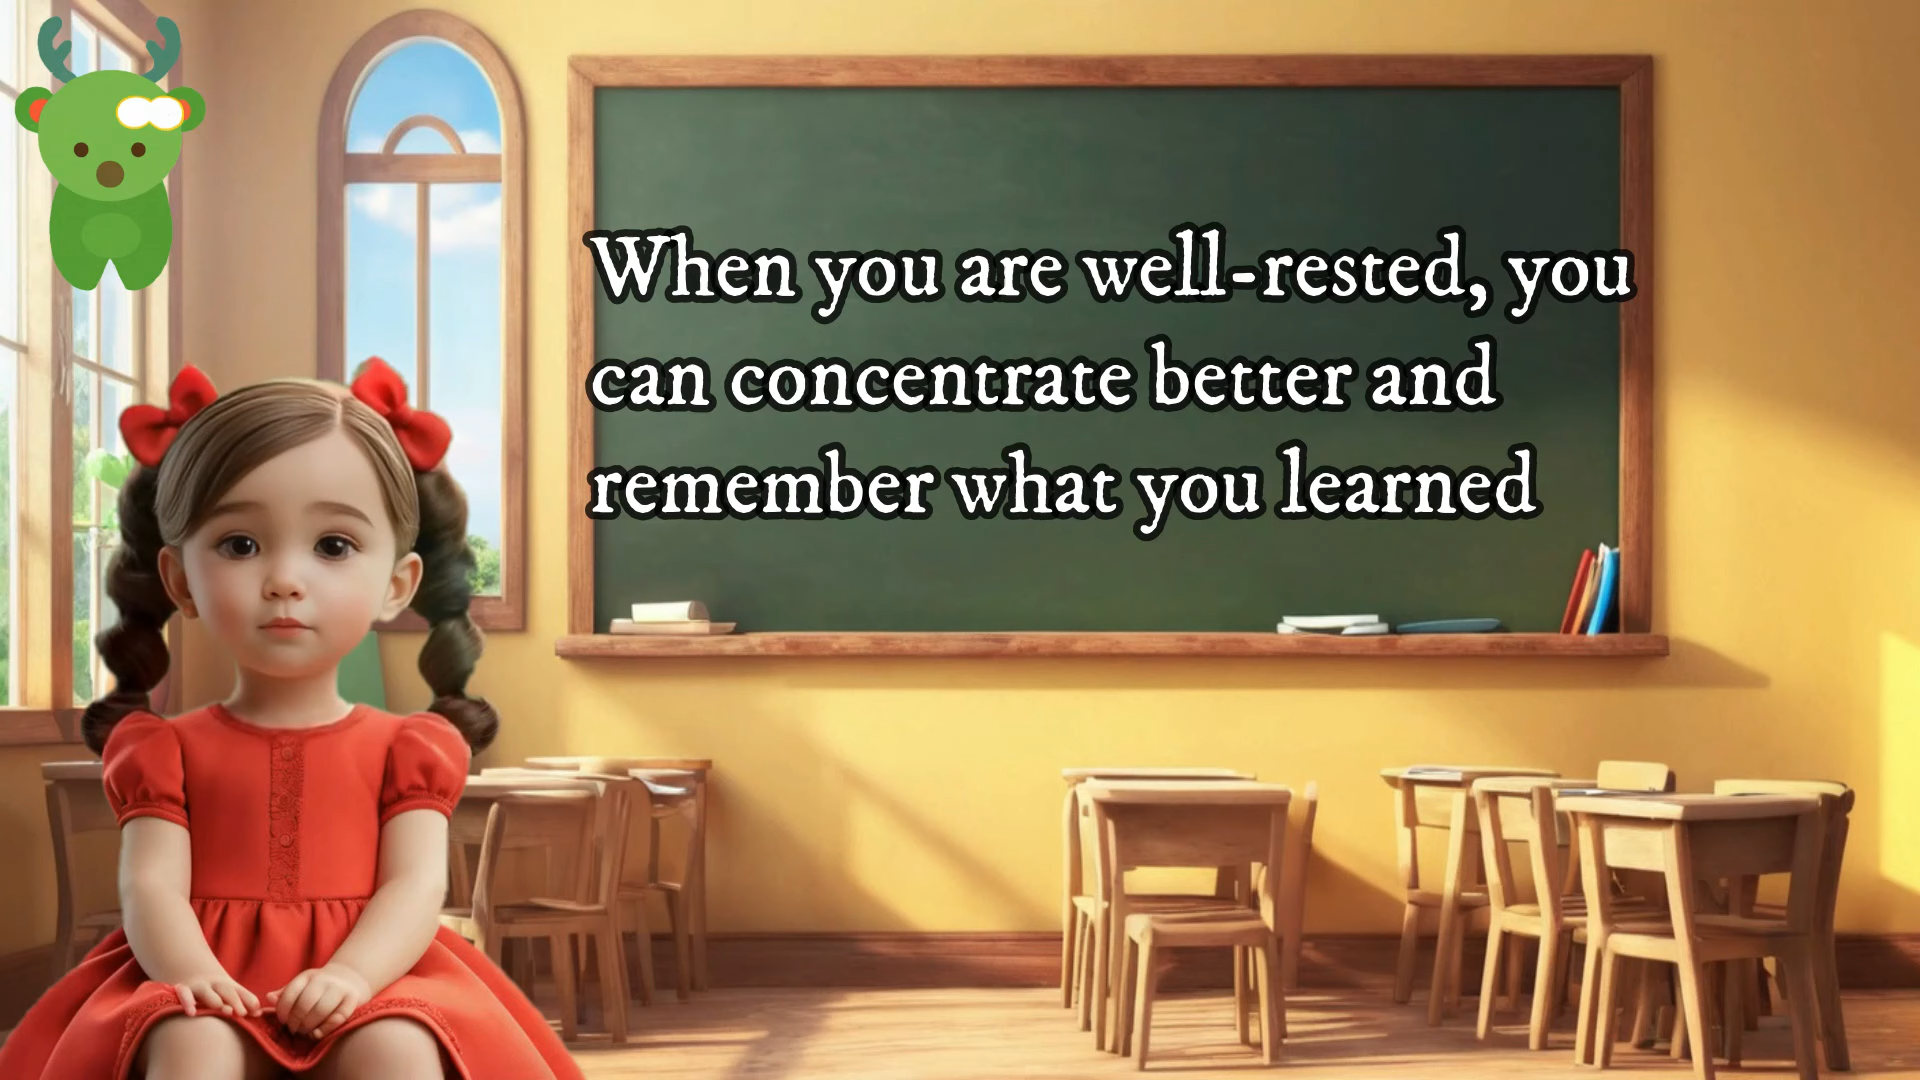 When you are well-rested, you
can concentrate better and
remember what you learned